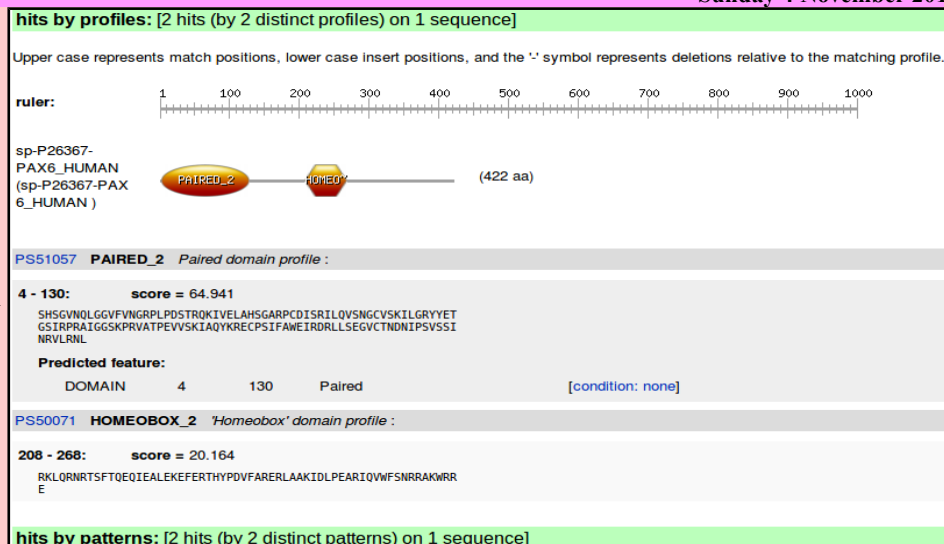 Sunday 4 November 201
hits by profiles: [2 hits (by 2 distinct profiles) on 1 sequence]
Upper case represents match positions, lower case insert positions, and the '-' symbol represents deletions relative to the matching profile.
ruler:
1 100 200 300 400 500 600 700 800 900 1000
sp-P26367-
PAX6_HUMAN
(sp-P26367-PAX
6_HUMAN )
PAIRED_2 HOMEO (422 aa)
PS51057 PAIRED_2 Paired domain profile :
4 - 130: score = 64.941
SHSGVNQLGGVFVNGRPLPDSTRQKIVELAHSGARPCDISRILQVSNGCVSKILGRYYET
GSIRPRAIGGSKPRVATPEVVSKIAQYKRECPSIFAWEIRDRLLSEGVCTNDNIPSVSSI
NRVLRNL
Predicted feature:
DOMAIN 4 130 Paired [condition: none]
PS50071 HOMEOBOX_2 'Homeobox' domain profile :
208 - 268: score = 20.164
RKLQRNRTSFTQEQIEALEKEFERTHYPDVFARERLAAKIDLPEARIQVWFSNRRAKWRR
E
hits by patterns: [2 hits (by 2 distinct patterns) on 1 sequence]